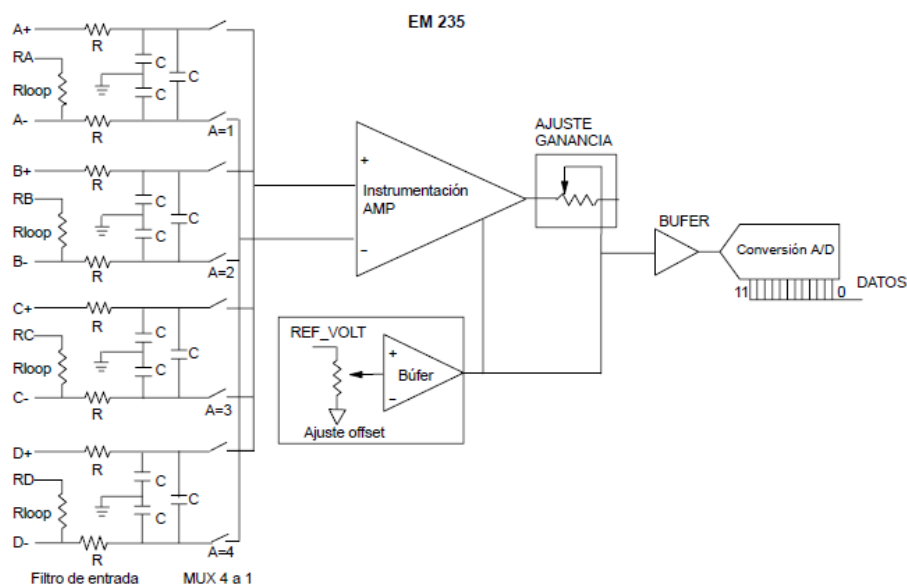 EM 235
A+
R
RA
Rloop
C
C
C
A-
R
A=1
B+
R
RB
Rloop
C
C
C
B-
R
A=2
C+
R
RC
Rloop
C
C
C
C-
R
A=3
D+
R
RD
Rloop
C
C
C
D-
R
A=4
Filtro de entrada
MUX 4 a 1
+
Instrumentación
AMP
−
AJUSTE
GANANCIA
REF_VOLT
+
Búfer
−
Ajuste offset
BUFER
Conversión A/D
11
0
DATOS